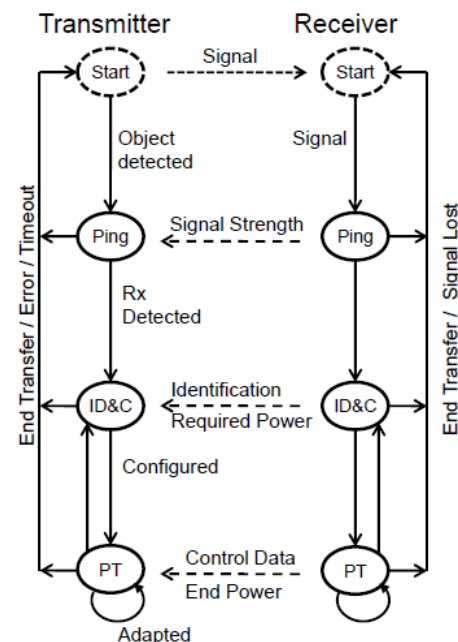 Transmitter Receiver
Signal
Start Start
Object
detected
Signal
Ping Signal Strength Ping
Rx
Detected
ID&C Identification ID&C
Required Power
Configured
PT Control Data PT
End Power
Adapted
End Transfer / Error / Timeout
End Transfer / Signal Lost